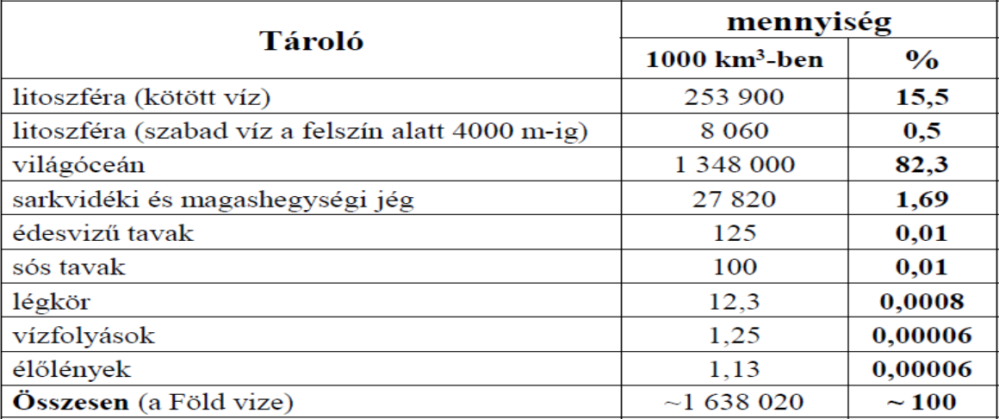 Tároló mennyiség
1000 km³-ben %
litoszféra (kötött víz) 253 900 15,5
litoszféra (szabad víz a felszín alatt 4000 m-ig) 8 060 0,5
világóceán 1 348 000 82,3
sarkvidéki és magashegységi jég 27 820 1,69
édesvizű tavak 125 0,01
sós tavak 100 0,01
légkör 12,3 0,0008
vízfolyások 1,25 0,00006
élőlények 1,13 0,00006
Összesen (a Föld vize) ~1 638 020 ~ 100